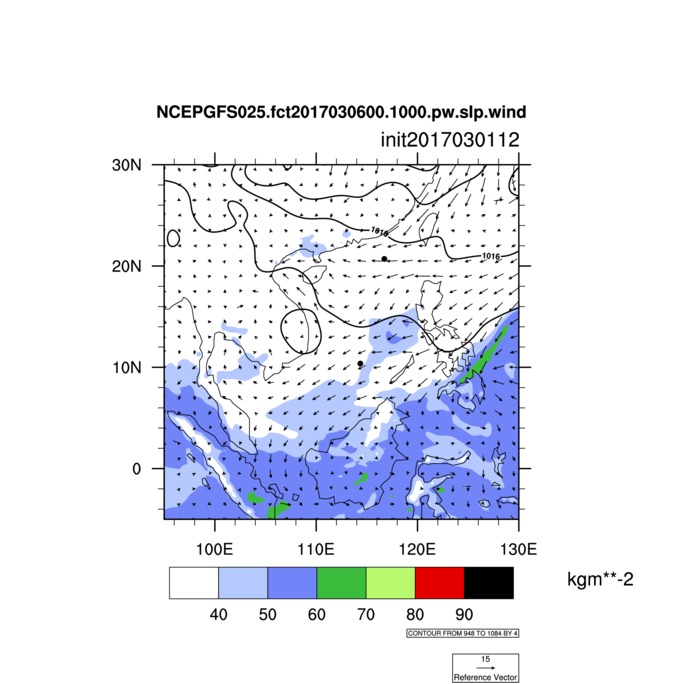 NCEPGFS025.fct2017030600.1000.pw.slp.wind
init2017030112
30N
1016
1016
20N
10N
0
100E 110E 120E 130E
kgm**-2
40 50 60 70 80 90
CONTOUR FROM 948 TO 1084 BY 4
15
Reference Vector